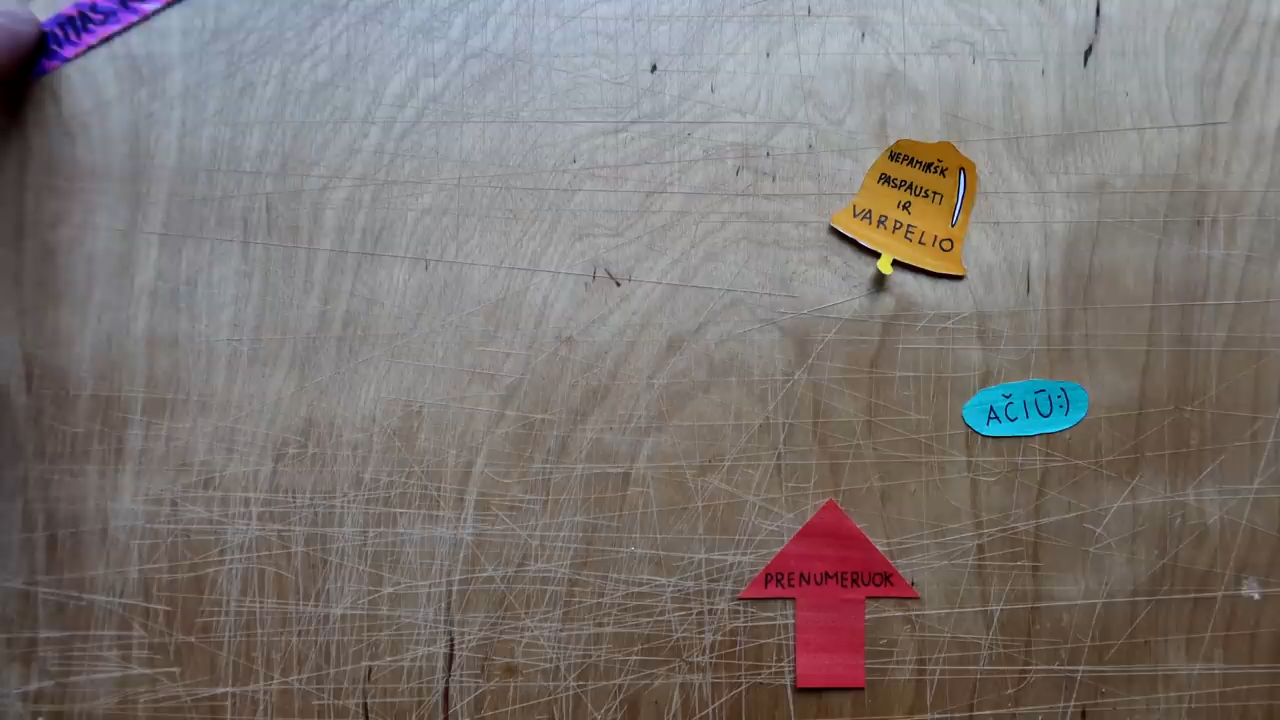 NEPAMIRŠK
PASPAUSTI
IR
VARPELIO
AČIŪ:)
PRENUMERUOK